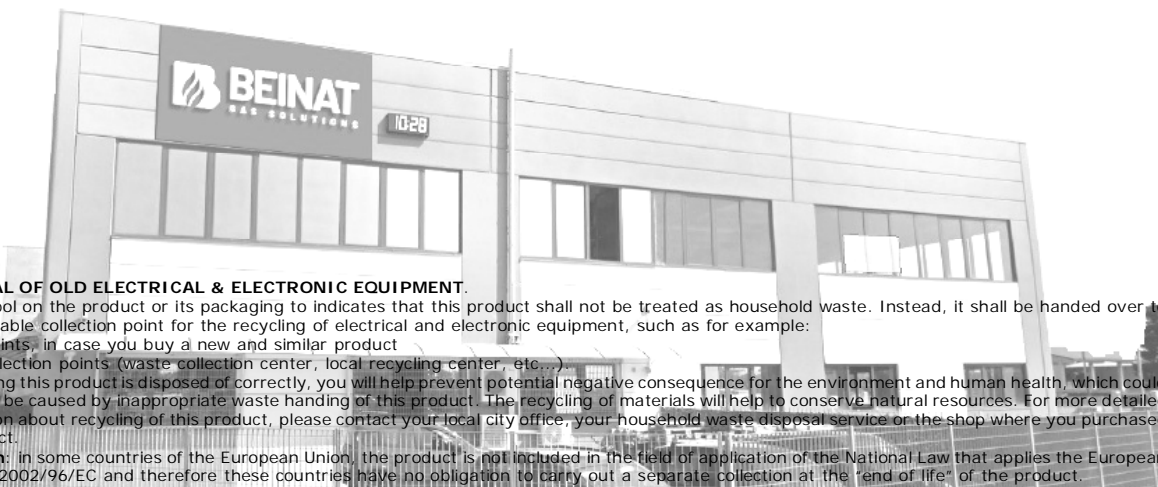 BEINAT
GAS SOLUTIONS
10:28
AL OF OLD ELECTRICAL & ELECTRONIC EQUIPMENT.
ool on the product or its packaging to indicates that this product shall not be treated as household waste. Instead, it shall be handed over t
able collection point for the recycling of electrical and electronic equipment, such as for example:
ints, in case you buy a new and similar product
llection points (waste collection center, local recycling center, etc...).
ng this product is disposed of correctly, you will help prevent potential negative consequence for the environment and human health, which coul
be caused by inappropriate waste handing of this product. The recycling of materials will help to conserve natural resources. For more detaile
on about recycling of this product, please contact your local city office, your household waste disposal service or the shop where you purchase
ct.
n: in some countries of the European Union, the product is not included in the field of application of the National Law that applies the European
2002/96/EC and therefore these countries have no obligation to carry out a separate collection at the "end of life" of the product.